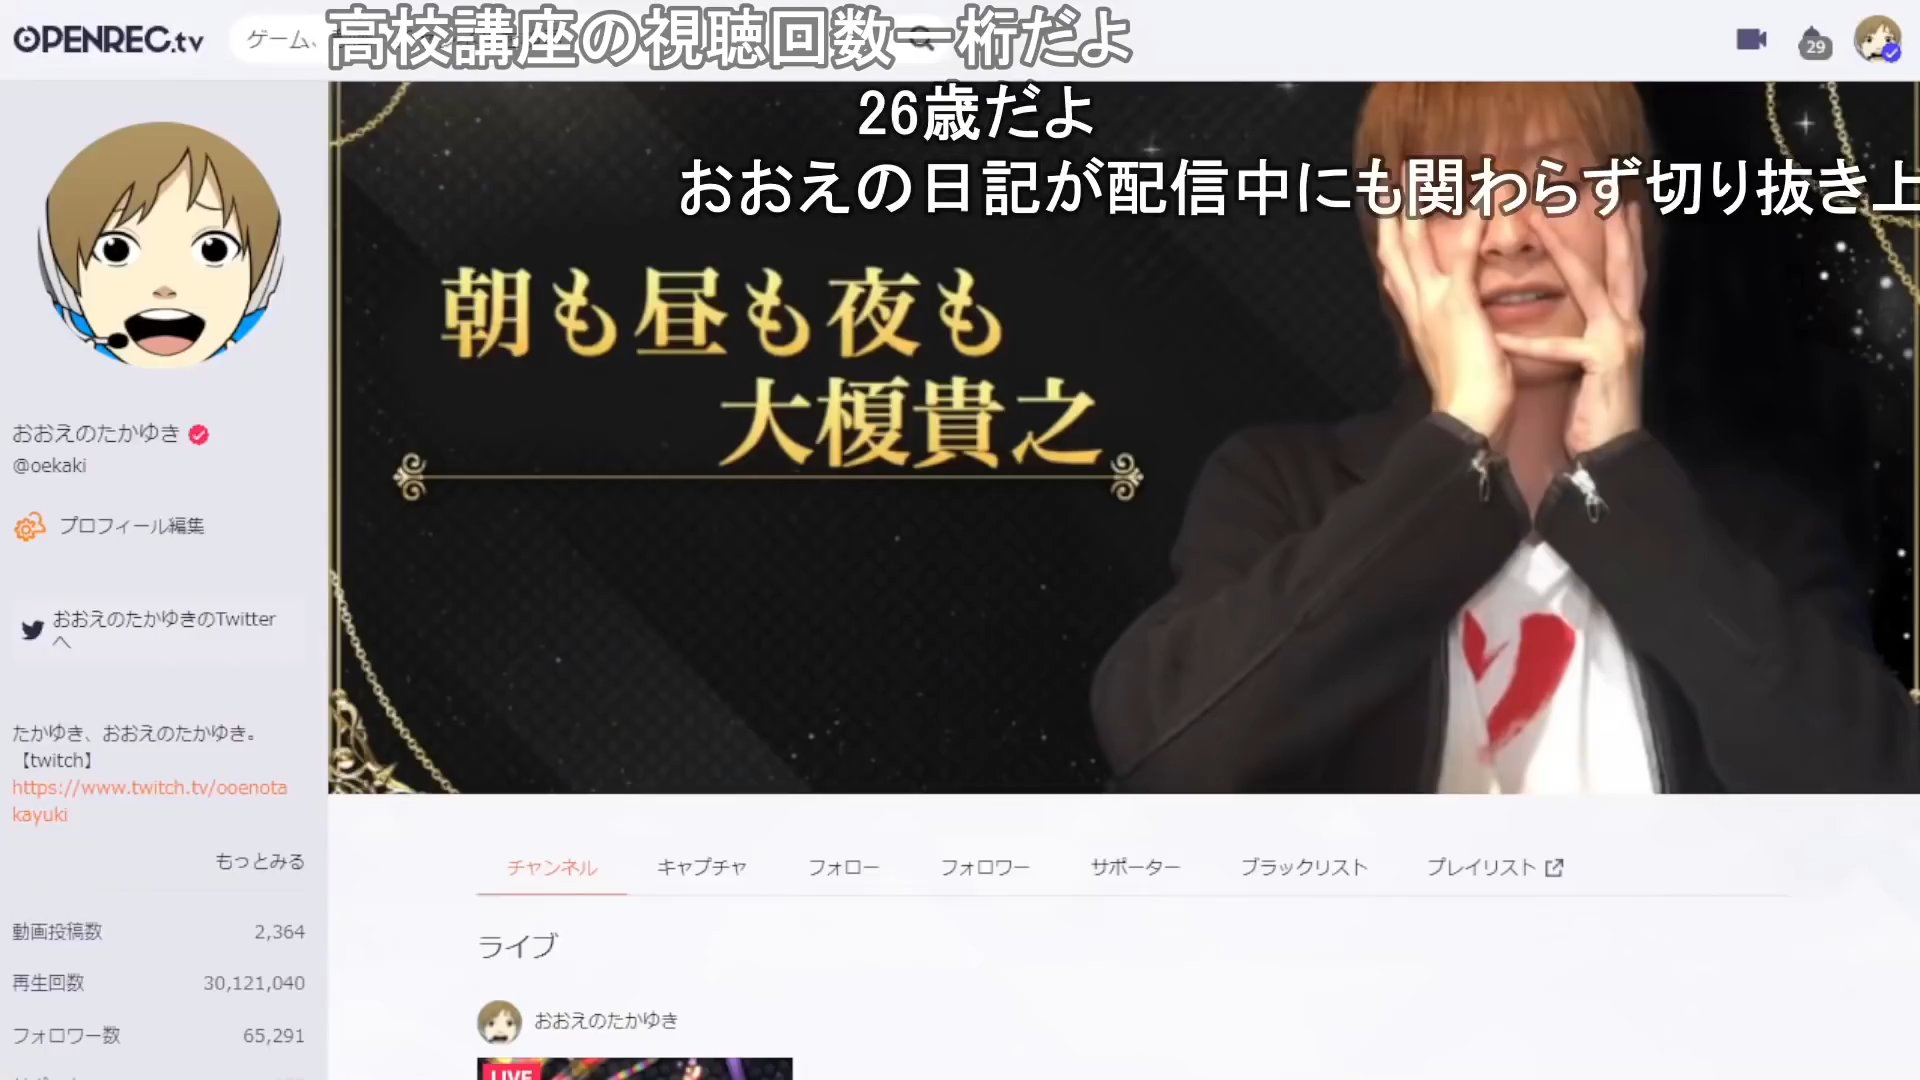 OPENREC.tv
ゲーム、
高校講座の視聴回数一桁だよ
29
26歳だよ
おおえの日記が配信中にも関わらず切り抜き上
朝も昼も夜も
大榎貴之
おおえのたかゆき
@oekaki
プロフィール編集
おおえのたかゆきのTwitter
へ
たかゆき、おおえのたかゆき。
【twitch】
https://www.twitch.tv/ooenota
kayuki
もっとみる
動画投稿数 2,364
再生回数 30,121,040
フォロワー数 65,291
チャンネル キャプチャ フォロー フォロワー サポーター ブラックリスト プレイリスト
ライブ
おおえのたかゆき
LIVE